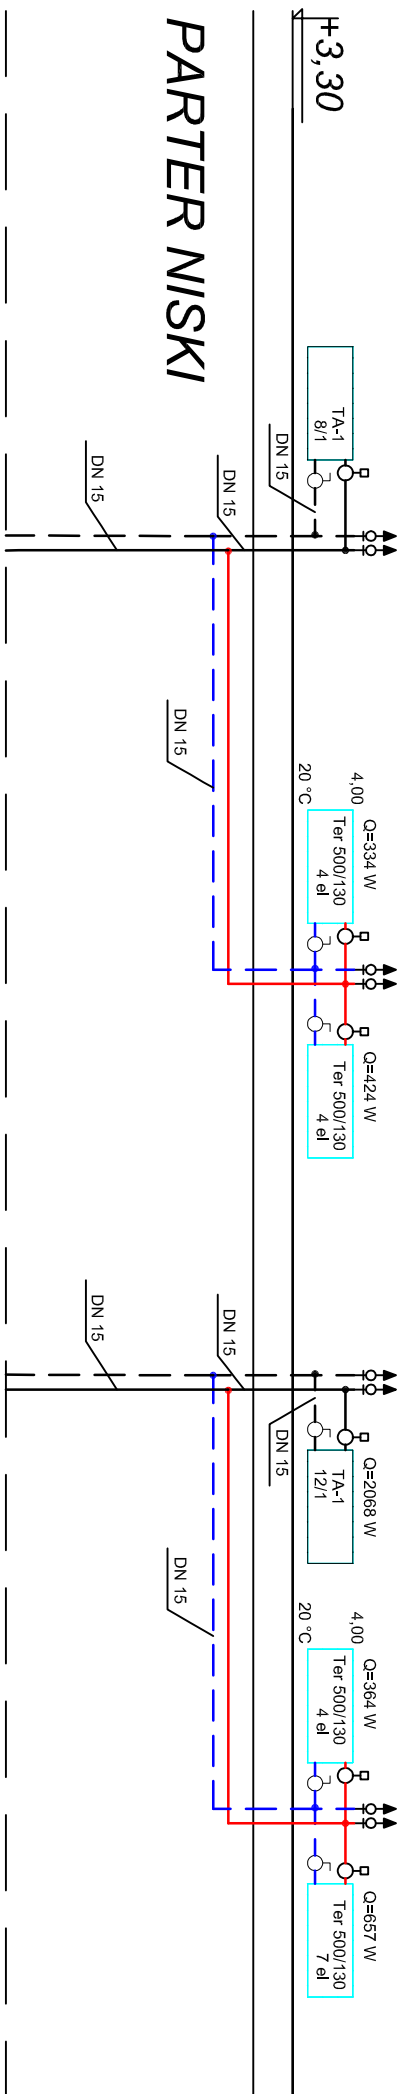 +3,30
PARTER NISKI
TA-1
8/1
DN 15
DN 15
DN 15
DN 15
4,00
20 °C
Q=334 W
Ter 500/130
4 el
Q=424 W
Ter 500/130
4 el
DN 15
DN 15
DN 15
DN 15
Q=2068 W
TA-1
12/1
4,00
20 °C
Q=364 W
Ter 500/130
4 el
Q=657 W
Ter 500/130
7 el